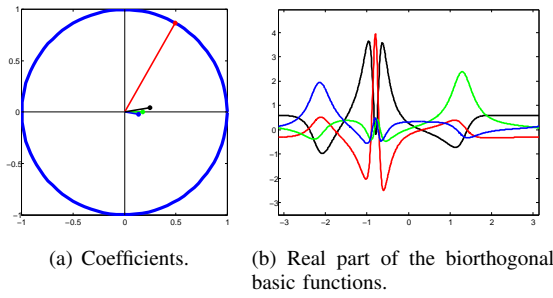 1
0.5
0
−0.5
−1
−1 −0.5 0 0.5 1
4
3
2
1
0
−1
−2
−3
−3 −2 −1 0 1 2 3
(a) Coefficients.
(b) Real part of the biorthogonal
basic functions.